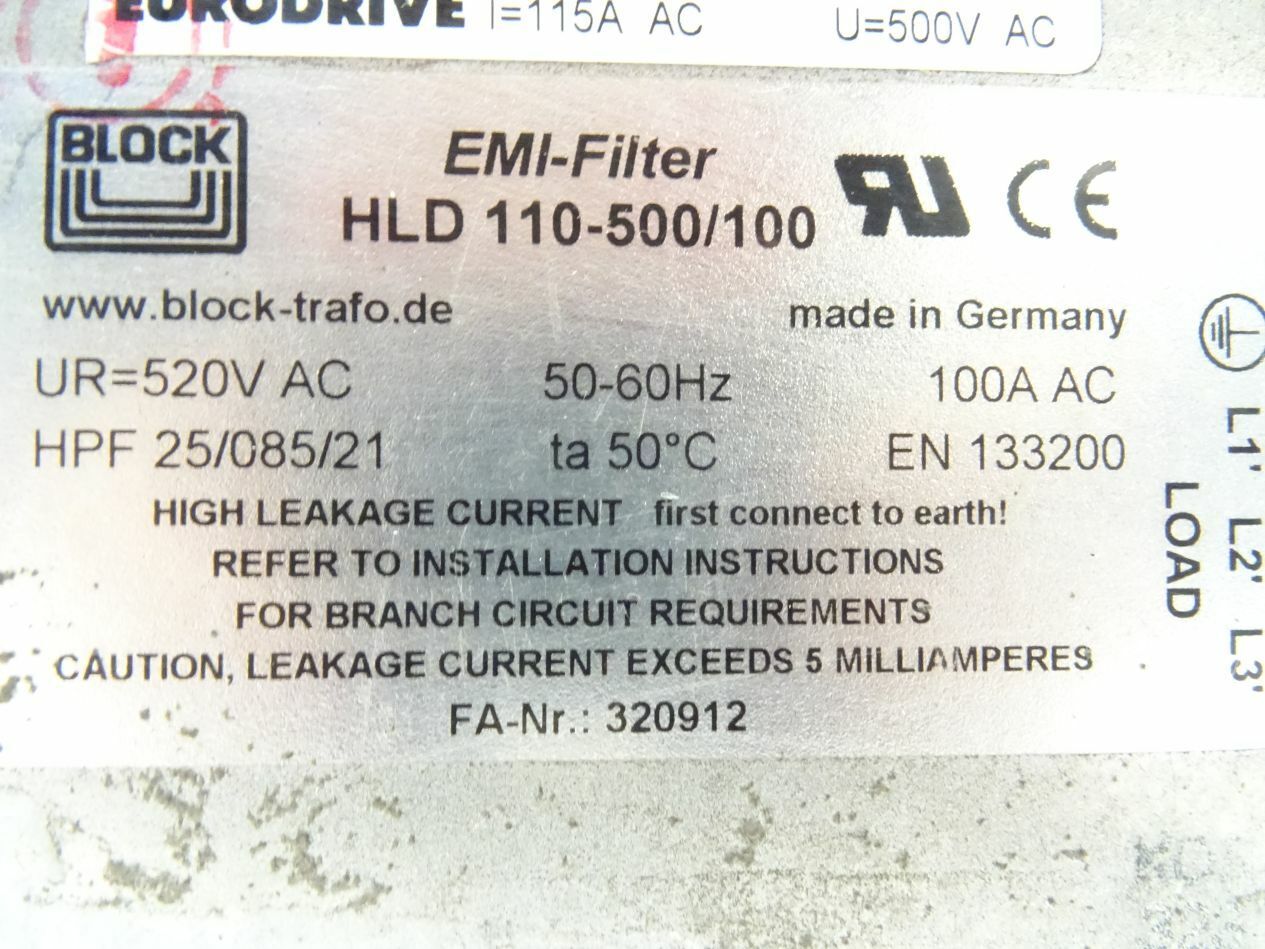 EURODRIVE I=115A AC U=500V AC
BLOCK
EMI-Filter
HLD 110-500/100
www.block-trafo.de made in Germany
UR=520V AC 50-60Hz 100A AC
HPF 25/085/21 ta 50°C EN 133200
HIGH LEAKAGE CURRENT first connect to earth!
REFER TO INSTALLATION INSTRUCTIONS
FOR BRANCH CIRCUIT REQUIREMENTS
CAUTION, LEAKAGE CURRENT EXCEEDS 5 MILLIAMPERES
FA-Nr.: 320912
LOAD
L1' L2' L3'